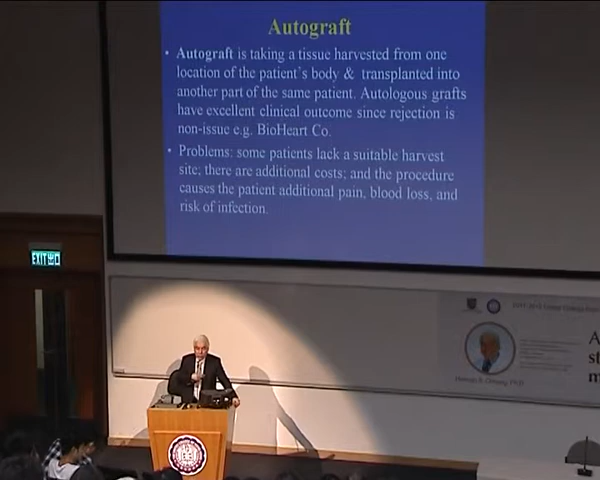 Autograft
• Autograft is taking a tissue harvested from one
location of the patient's body & transplanted into
another part of the same patient. Autologous grafts
have excellent clinical outcome since rejection is
non-issue e.g. BioHeart Co.
• Problems: some patients lack a suitable harvest
site; there are additional costs; and the procedure
causes the patient additional pain, blood loss, and
risk of infection.
EXIT
A
st
m